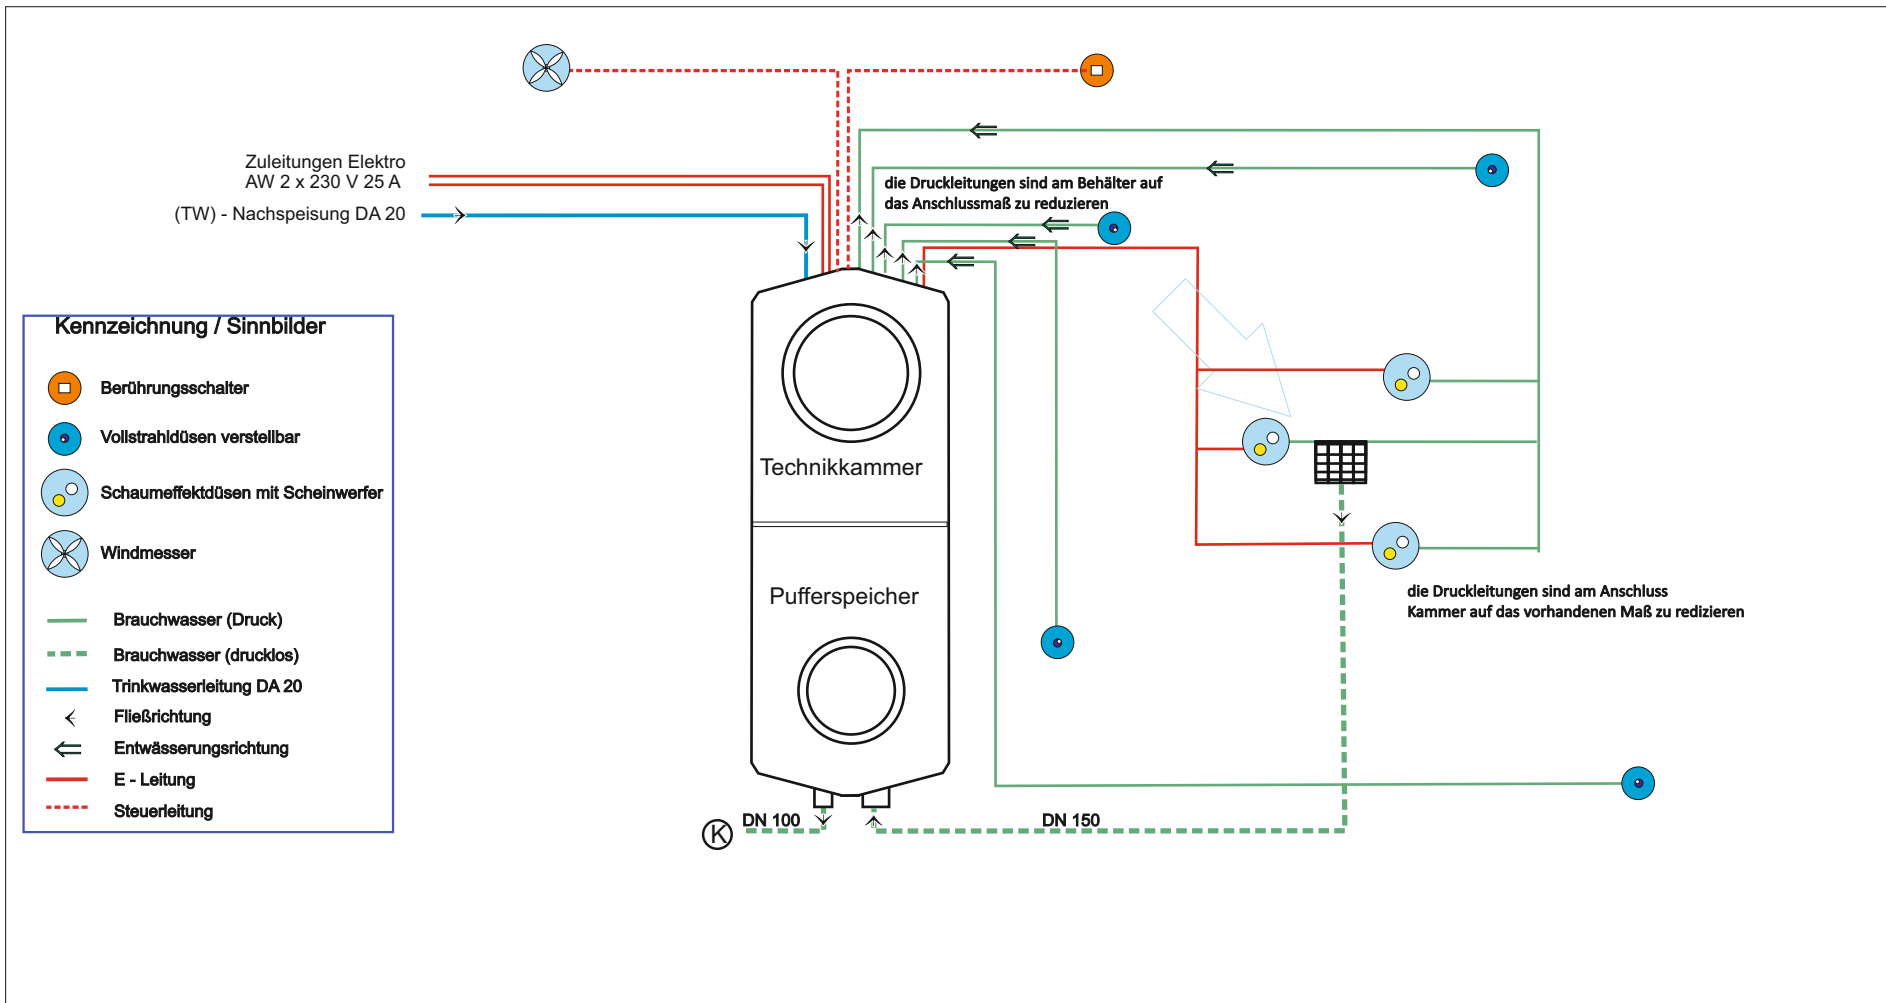 Zuleitungen Elektro
AW 2 x 230 V 25 A
(TW) - Nachspeisung DA 20
die Druckleitungen sind am Behälter auf
das Anschlussmaß zu reduzieren
Kennzeichnung / Sinnbilder
Berührungsschalter
Vollstrahldüsen verstellbar
Schaumeffektdüsen mit Scheinwerfer
Windmesser
Brauchwasser (Druck)
Brauchwasser (drucklos)
Trinkwasserleitung DA 20
Fließrichtung
Entwässerungsrichtung
E - Leitung
Steuerleitung
Technikkammer
Pufferspeicher
die Druckleitungen sind am Anschluss
Kammer auf das vorhandenen Maß zu redizieren
K
DN 100
DN 150